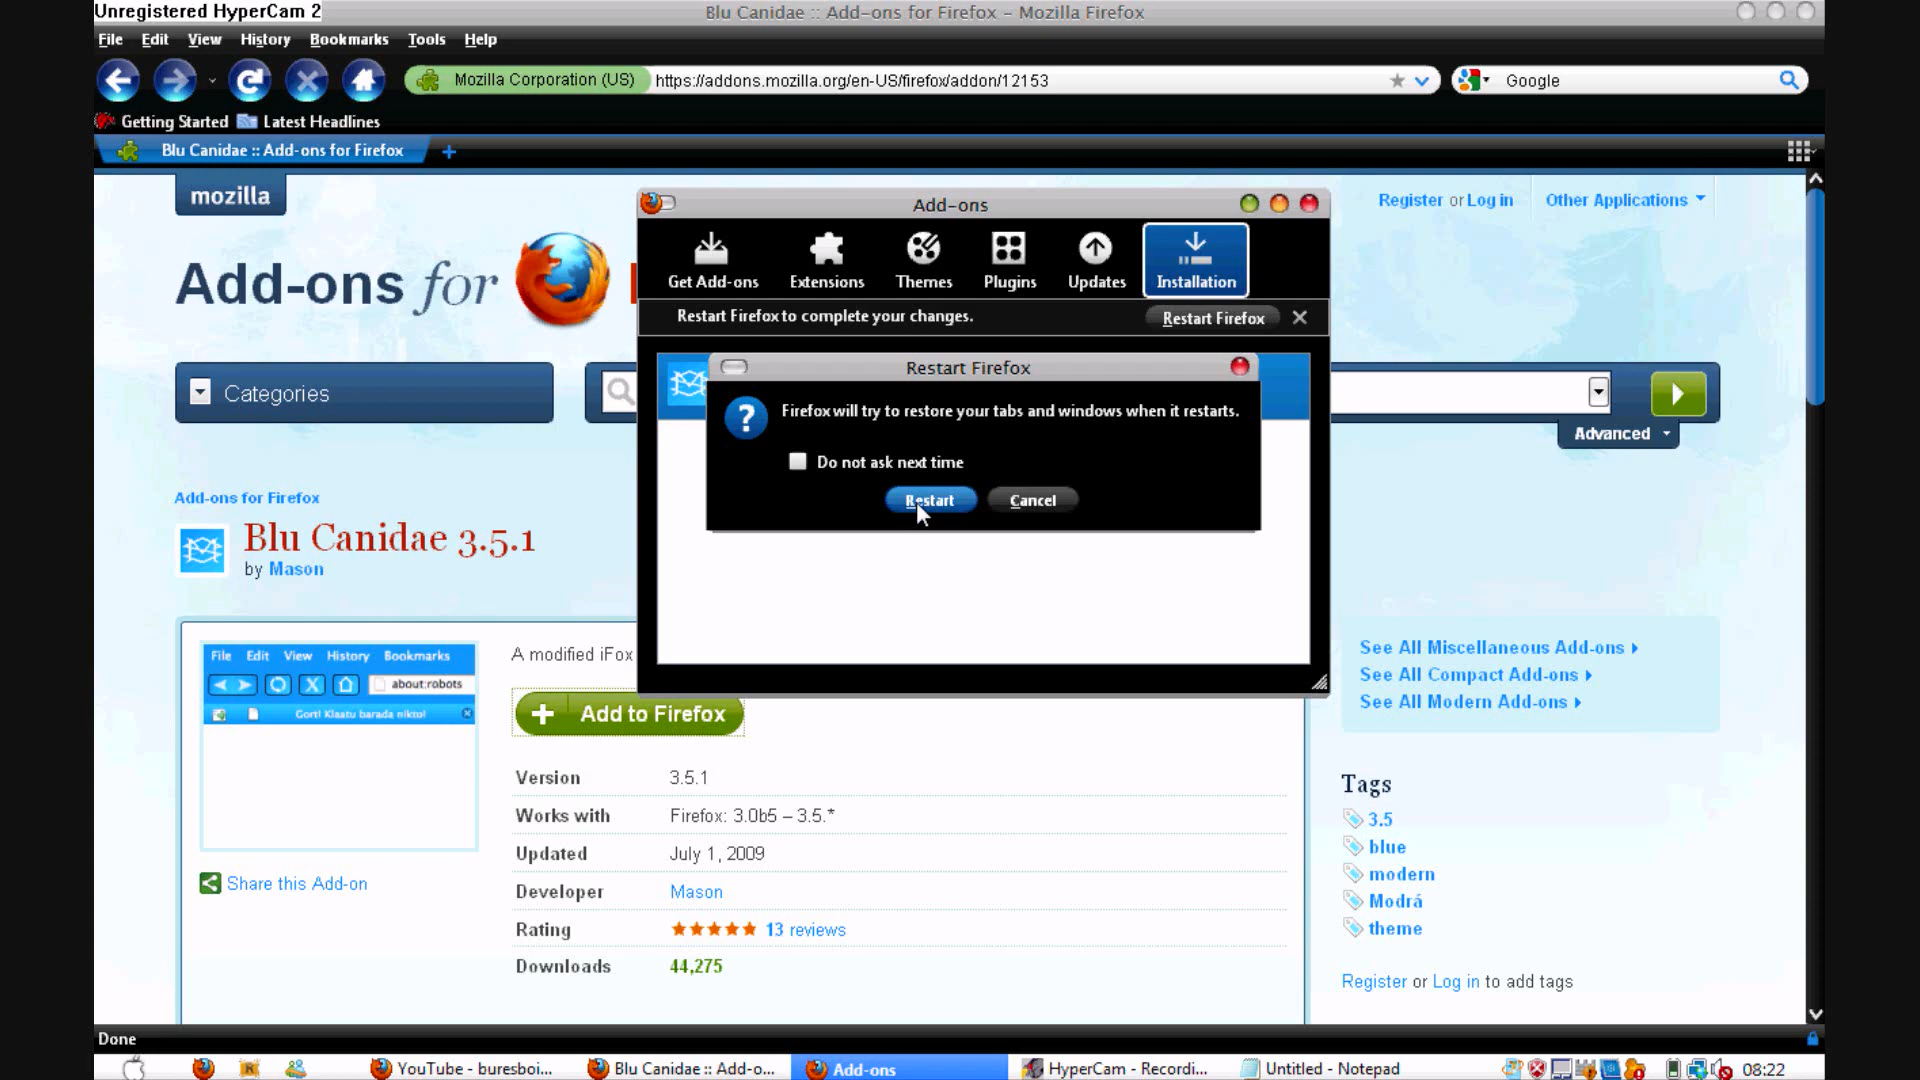 Unregistered HyperCam 2
Blu Canidae :: Add-ons for Firefox - Mozilla Firefox
File Edit View History Bookmarks Tools Help
Mozilla Corporation (US) https://addons.mozilla.org/en-US/firefox/addon/12153 Google
Getting Started Latest Headlines
Blu Canidae :: Add-ons for Firefox +
mozilla
Register or Log in Other Applications
Add-ons for
Categories
Advanced
Add-ons
Get Add-ons Extensions Themes Plugins Updates Installation
Restart Firefox to complete your changes. Restart Firefox
Restart Firefox
? Firefox will try to restore your tabs and windows when it restarts.
Do not ask next time
Restart Cancel
Add-ons for Firefox
Blu Canidae 3.5.1
by Mason
File Edit View History Bookmarks
about:robots
Gort! Klaatu barada nikto!
A modified iFox
+ Add to Firefox
Version 3.5.1
Works with Firefox: 3.0b5 – 3.5.*
Updated July 1, 2009
Developer Mason
Rating 13 reviews
Downloads 44,275
Share this Add-on
See All Miscellaneous Add-ons
See All Compact Add-ons
See All Modern Add-ons
Tags
3.5
blue
modern
Modrá
theme
Register or Log in to add tags
Done
YouTube - buresboi... Blu Canidae :: Add-o... Add-ons HyperCam - Recordi... Untitled - Notepad 08:22